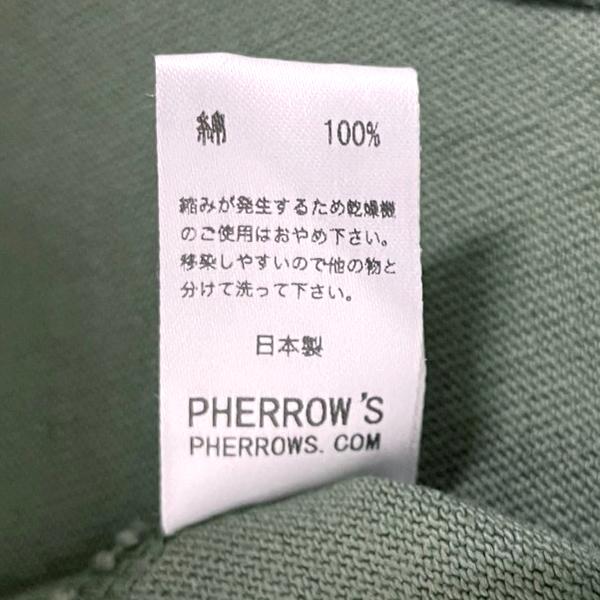 綿 100%
縮みが発生するため乾燥機
のご使用はおやめ下さい。
移染しやすいので他の物と
分けて洗って下さい。
日本製
PHERROW'S
PHERROWS. COM